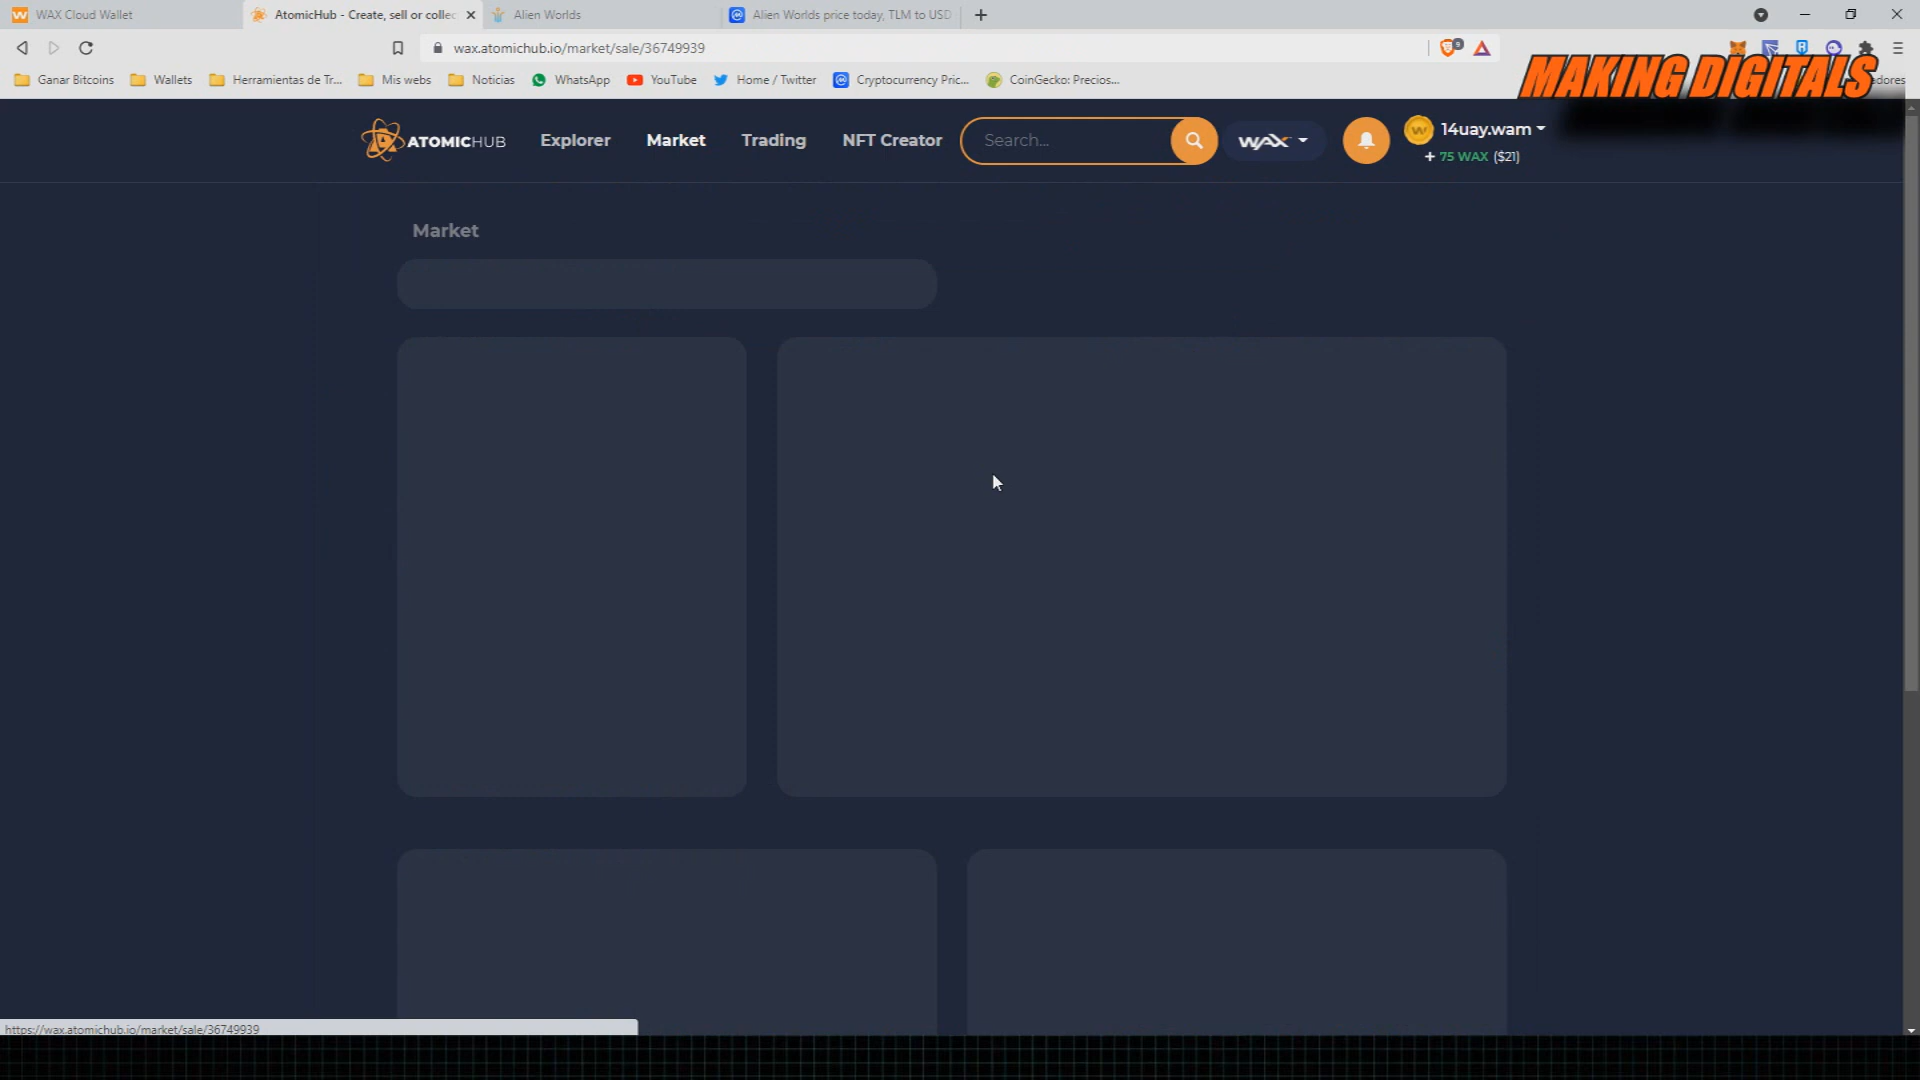 WAX Cloud Wallet
AtomicHub - Create, sell or collec
Alien Worlds
Alien Worlds price today, TLM to USD
wax.atomichub.io/market/sale/36749939
9
Ganar Bitcoins
Wallets
Herramientas de Tr...
Mis webs
Noticias
WhatsApp
YouTube
Home / Twitter
Cryptocurrency Pric...
CoinGecko: Precios...
adores
MAKING DIGITALS
ATOMICHUB
Explorer
Market
Trading
NFT Creator
Search...
WAX
14uay.wam
+ 75 WAX ($21)
Market
https://wax.atomichub.io/market/sale/36749939